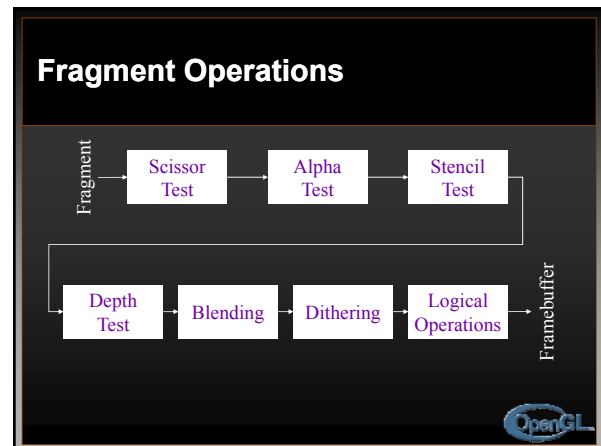 Fragment Operations
Fragment
Scissor
Test
Alpha
Test
Stencil
Test
Depth
Test
Blending
Dithering
Logical
Operations
Framebuffer
OpenGL